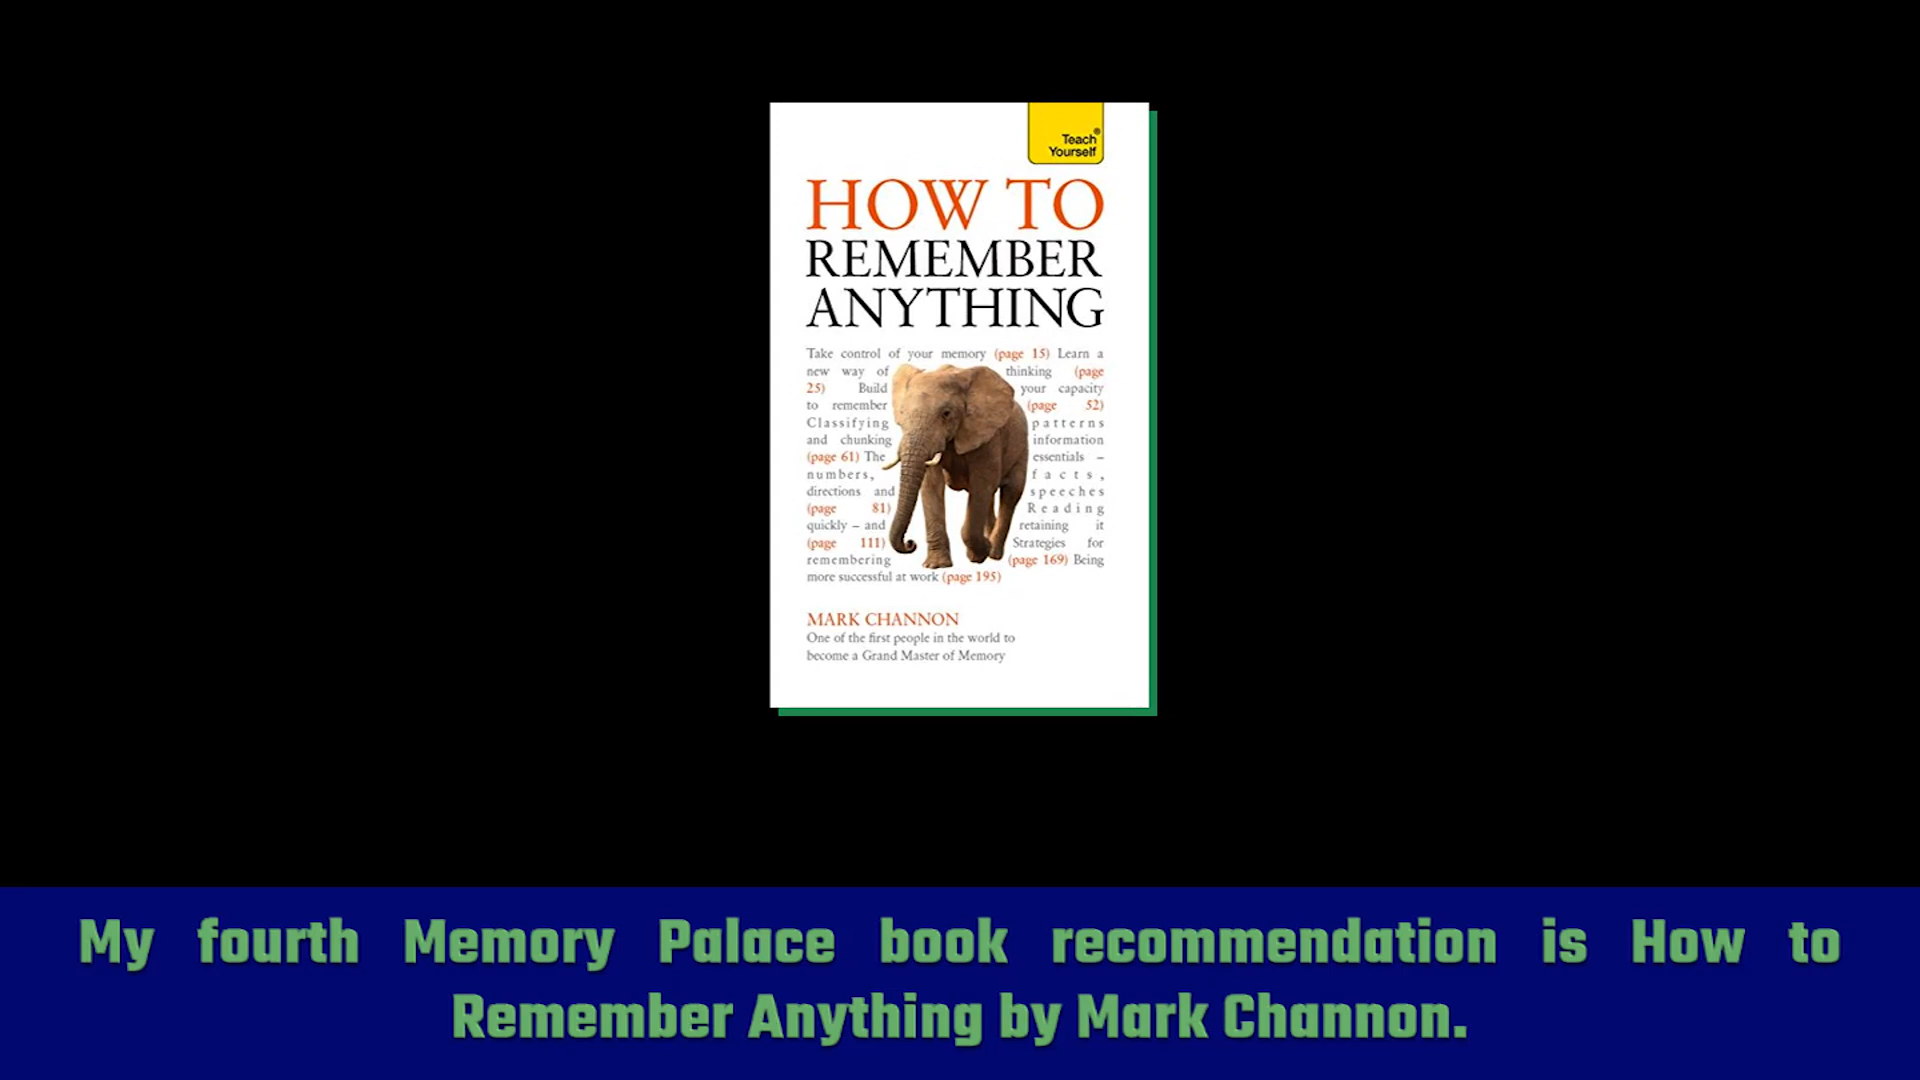 Teach®
Yourself
HOW TO
REMEMBER
ANYTHING
Take control of your memory (page 15) Learn a
new way of thinking (page
25) Build your capacity
to remember (page 52)
Classifying patterns
and chunking information
(page 61) The essentials –
numbers, facts,
directions and speeches
(page 81) Reading
quickly – and retaining it
(page 111) Strategies for
remembering (page 169) Being
more successful at work (page 195)
MARK CHANNON
One of the first people in the world to
become a Grand Master of Memory
My fourth Memory Palace book recommendation is How to
Remember Anything by Mark Channon.